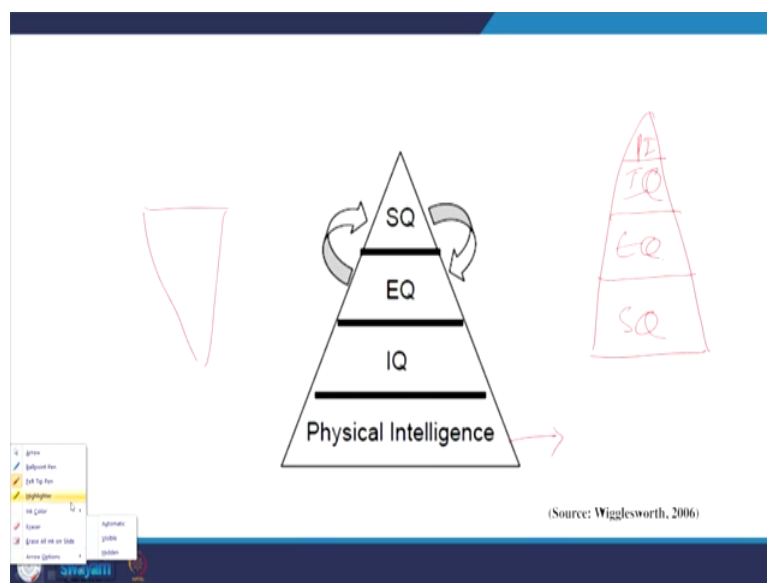 SQ
EQ
IQ
Physical Intelligence
(Source: Wigglesworth, 2006)
PI
IQ
EQ
SQ
Arrow
Ballpoint Pen
Felt Tip Pen
Highlighter
Ink Color
Eraser
Erase All Ink on Slide
Arrow Options
Automatic
Visible
Hidden
swayam